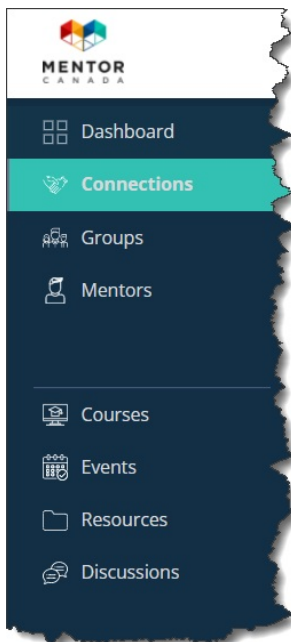 MENTOR
CANADA
Dashboard
Connections
Groups
Mentors
Courses
Events
Resources
Discussions